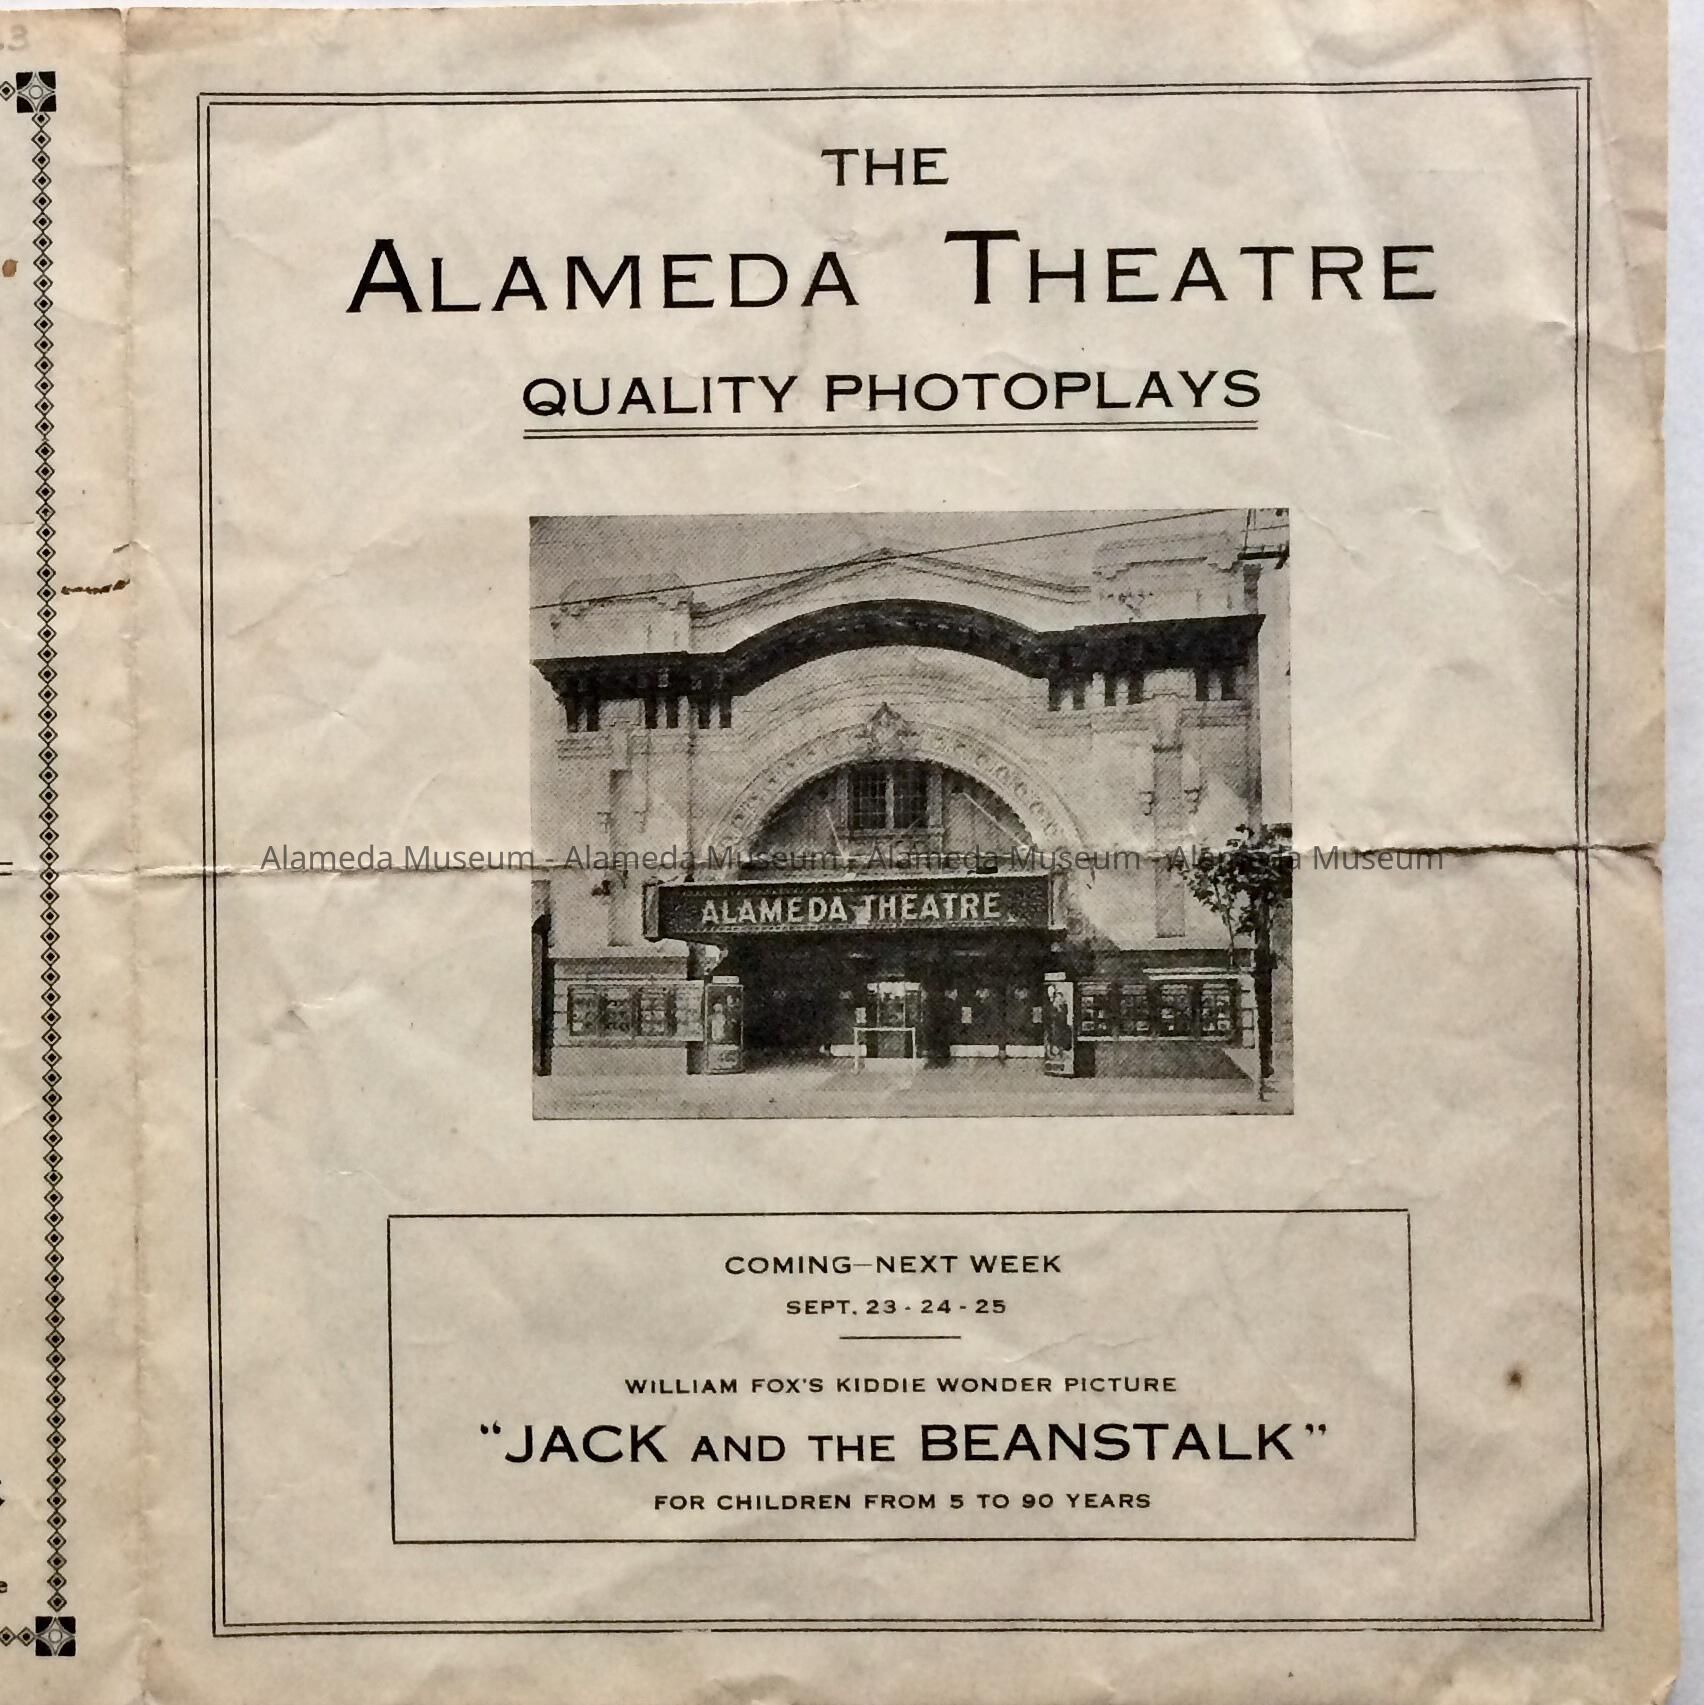 THE
ALAMEDA THEATRE
QUALITY PHOTOPLAYS
Alameda Museum - Alameda Museum - Alameda Museum - Alameda Museum
ALAMEDA THEATRE
COMING—NEXT WEEK
SEPT. 23 - 24 - 25
WILLIAM FOX'S KIDDIE WONDER PICTURE
“JACK AND THE BEANSTALK”
FOR CHILDREN FROM 5 TO 90 YEARS